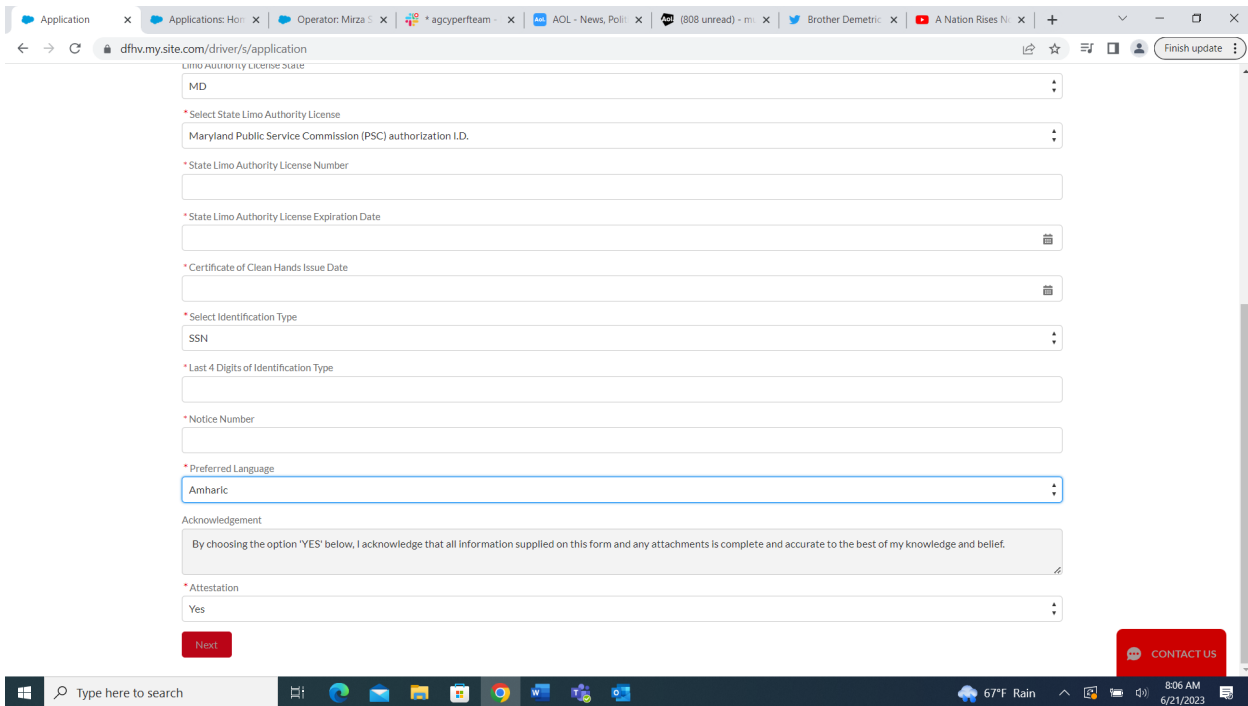 Application
Applications: Hon
Operator: Mirza S
* agcyperfteam -
AOL - News, Polit
(808 unread) - m
Brother Demetric
A Nation Rises N
dfhv.my.site.com/driver/s/application
Finish update
Limo Authority License State
MD
* Select State Limo Authority License
Maryland Public Service Commission (PSC) authorization I.D.
* State Limo Authority License Number
* State Limo Authority License Expiration Date
* Certificate of Clean Hands Issue Date
* Select Identification Type
SSN
* Last 4 Digits of Identification Type
* Notice Number
* Preferred Language
Amharic
Acknowledgement
By choosing the option 'YES' below, I acknowledge that all information supplied on this form and any attachments is complete and accurate to the best of my knowledge and belief.
* Attestation
Yes
Next
CONTACT US
Type here to search
67°F Rain
8:06 AM
6/21/2023